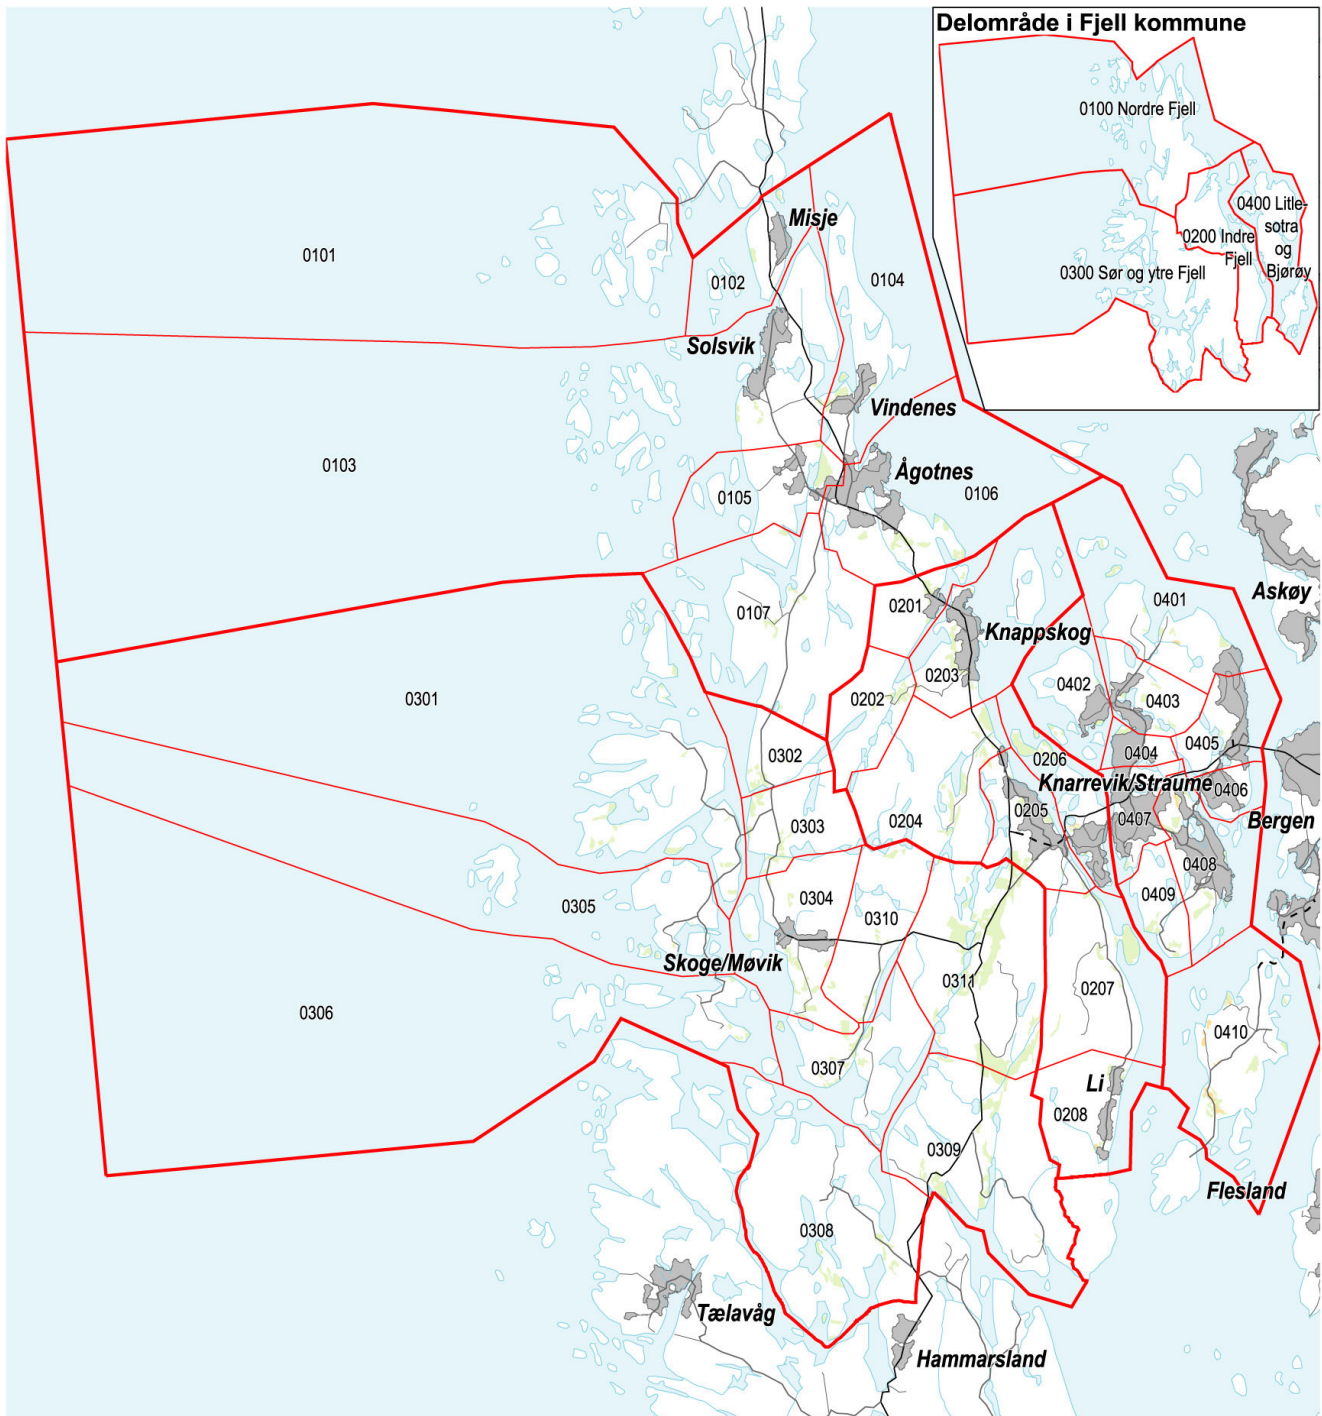 Delområde i Fjell kommune
0100 Nordre Fjell
0400 Litle-
sotra
og
Bjørøy
0200 Indre
Fjell
0300 Sør og ytre Fjell
Misje
0101
0102
0104
Solsvik
Vindenes
0103
Ågotnes
0105
0106
Askøy
0201
0401
0107
Knappskog
0203
0402
0202
0301
0403
0302
0405
0404
0206
Knarrevik/Straume
0406
0205
0303
0204
0407
Bergen
0408
0304
0409
0305
0310
Skoge/Møvik
0311
0207
0306
0410
0307
Li
0208
0309
Flesland
0308
Tælavåg
Hammarsland